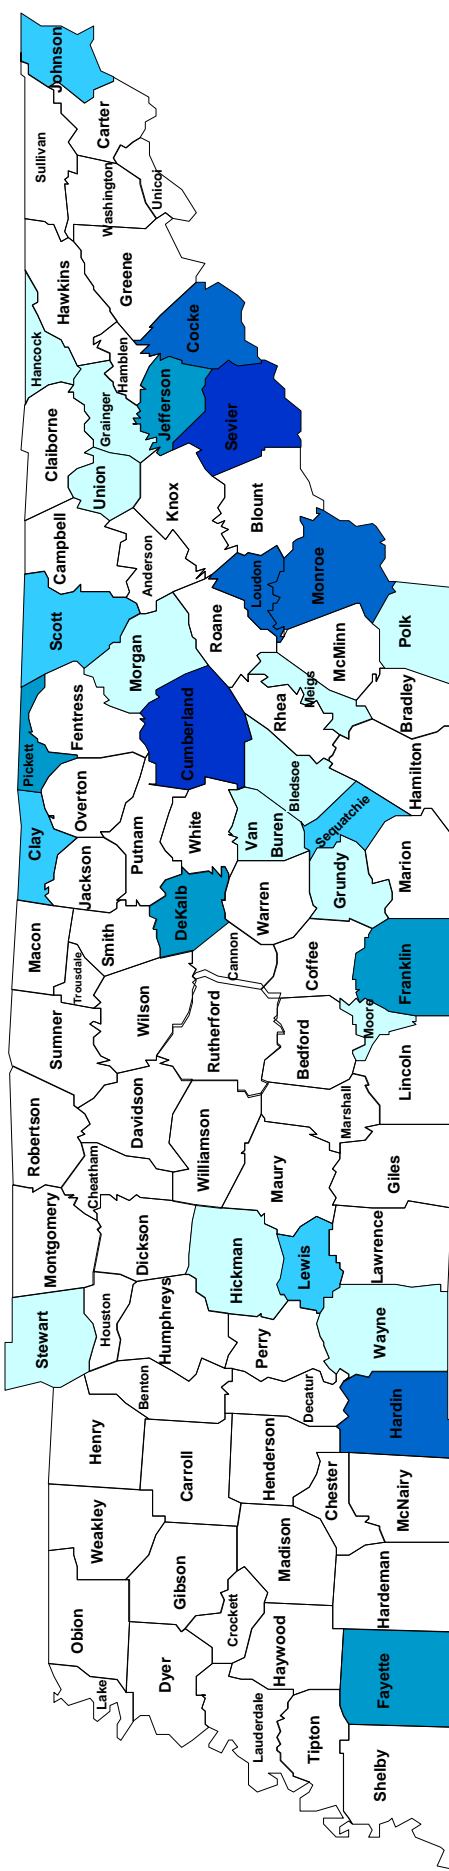 Johnson
Carter
Sullivan
Washington
Unicoi
Greene
Hawkins
Hancock
Hamblen
Cocke
Jefferson
Grainger
Claiborne
Sevier
Union
Knox
Campbell
Blount
Anderson
Loudon
Monroe
Scott
Morgan
Roane
McMinn
Polk
Meigs
Fentress
Pickett
Cumberland
Rhea
Bradley
Overton
Bledsoe
Hamilton
Clay
Putnam
White
Sequatchie
Van
Buren
Jackson
Grundy
Marion
DeKalb
Warren
Macon
Smith
Trousdale
Cannon
Coffee
Franklin
Sumner
Wilson
Rutherford
Bedford
Moore
Lincoln
Robertson
Davidson
Marshall
Cheatham
Williamson
Maury
Giles
Montgomery
Dickson
Hickman
Lewis
Lawrence
Stewart
Houston
Humphreys
Perry
Wayne
Benton
Decatur
Hardin
Henry
Carroll
Henderson
Chester
McNairy
Weakley
Gibson
Madison
Hardeman
Obion
Crockett
Haywood
Dyer
Fayette
Lake
Lauderdale
Tipton
Shelby